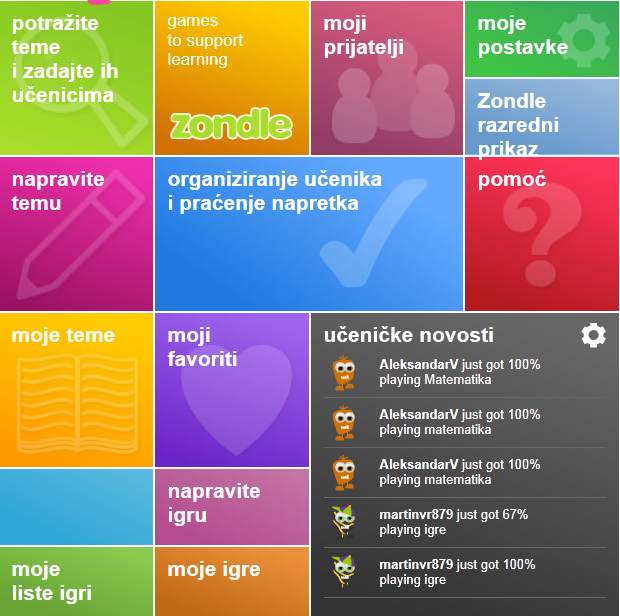 potražite
teme
i zadajte ih
učenicima
games
to support
learning
zondle
moji
prijatelji
moje
postavke
Zondle
razredni
prikaz
napravite
temu
organiziranje učenika
i praćenje napretka
pomoć
moje teme
moji
favoriti
učeničke novosti
AleksandarV just got 100%
playing Matematika
AleksandarV just got 100%
playing matematika
AleksandarV just got 100%
playing matematika
martinvr879 just got 67%
playing igre
martinvr879 just got 100%
playing igre
napravite
igru
moje
liste igri
moje igre